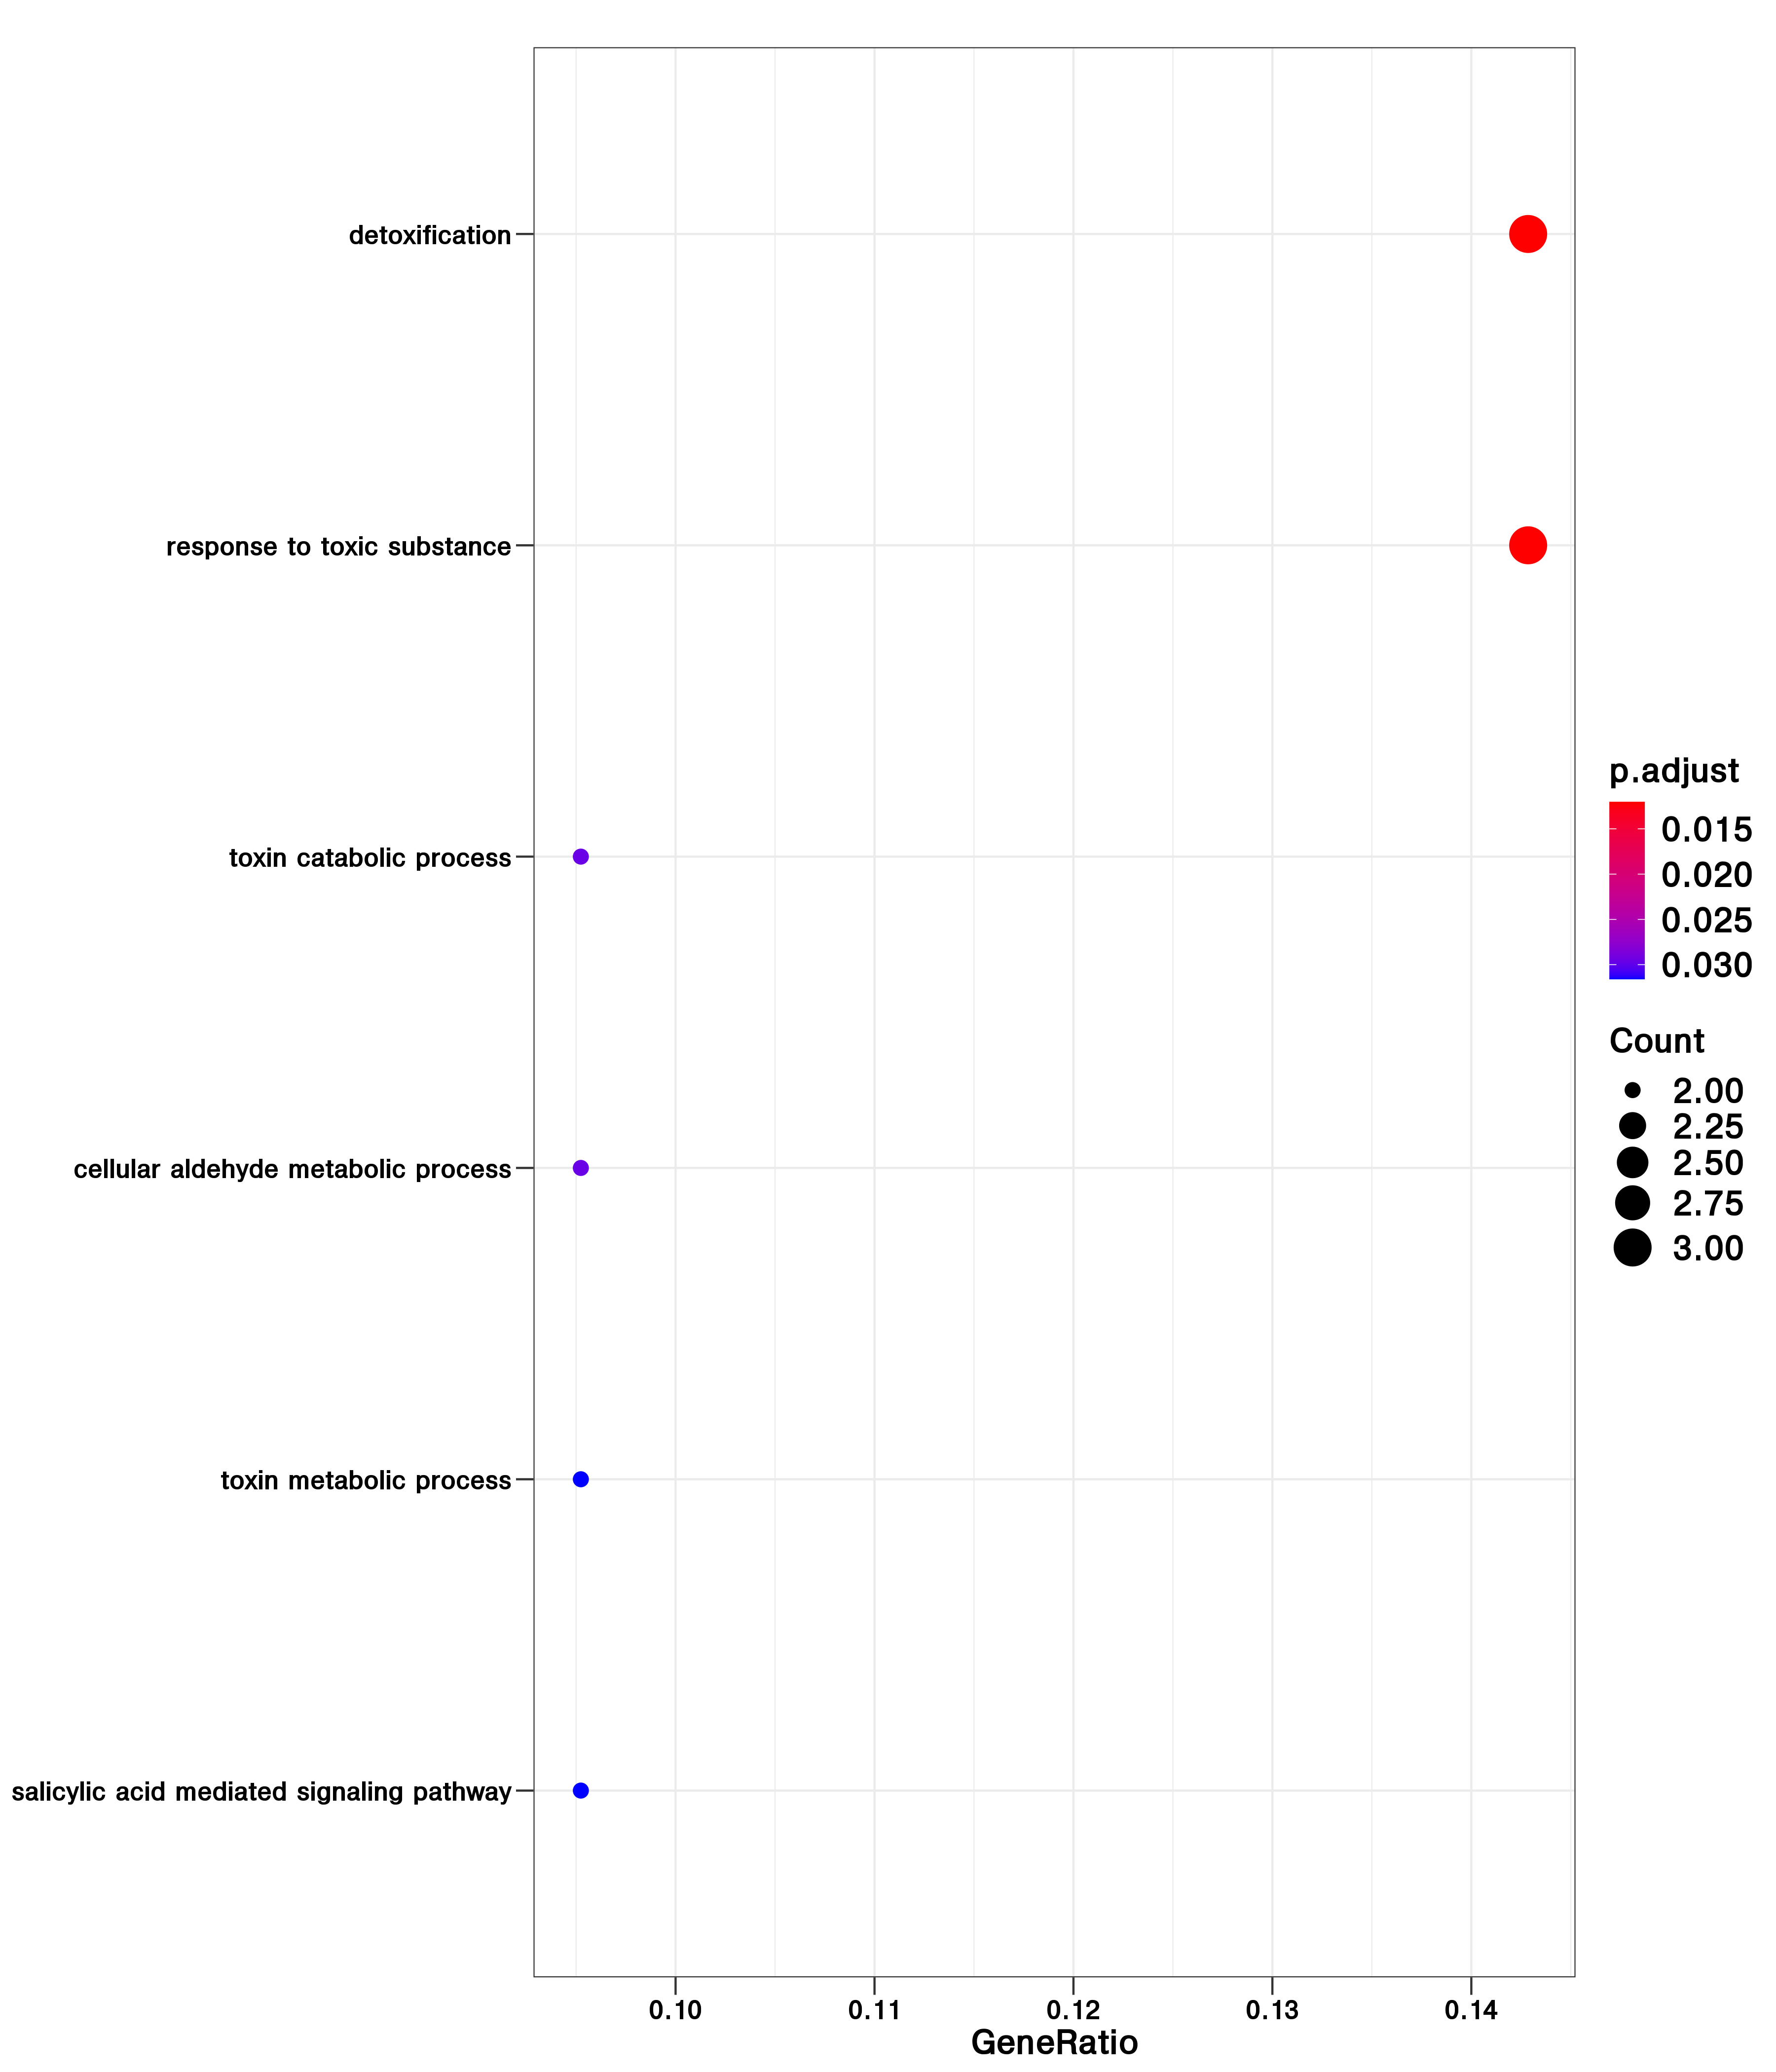 detoxification
response to toxic substance
toxin catabolic process
cellular aldehyde metabolic process
toxin metabolic process
salicylic acid mediated signaling pathway
0.10 0.11 0.12 0.13 0.14
GeneRatio
p.adjust
0.015
0.020
0.025
0.030
Count
2.00
2.25
2.50
2.75
3.00